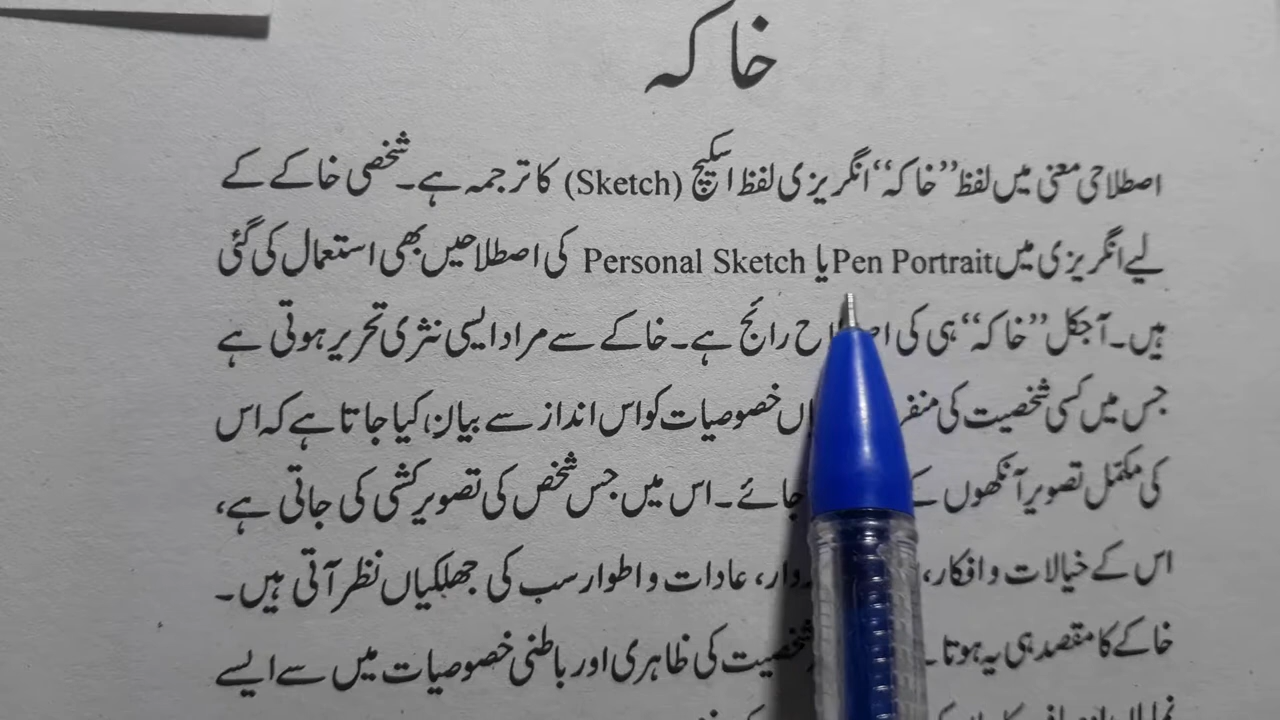 خاکہ
اصطلاحی معنی میں لفظ ”خاکہ“ انگریزی لفظ اسکیچ (Sketch) کا ترجمہ ہے۔ شخصی خاکے کے
لیے انگریزی میں Pen Portrait یا Personal Sketch کی اصطلاحیں بھی استعمال کی گئی
ہیں۔ آجکل ”خاکہ“ ہی کی رائج ہے۔ خاکے سے مراد ایسی نثری تحریر ہوتی ہے
جس میں کسی شخصیت کی خصوصیات کو اس انداز سے بیان کیا جاتا ہے کہ اس
کی مکمل تصویر آنکھوں کے جائے۔ اس میں جس شخص کی تصویر کشی کی جاتی ہے،
اس کے خیالات و افکار، عادات و اطوار سب کی جھلکیاں نظر آتی ہیں۔
خاکے کا مقصد ہی یہ ہوتا شخصیت کی ظاہری اور باطنی خصوصیات میں سے ایسے